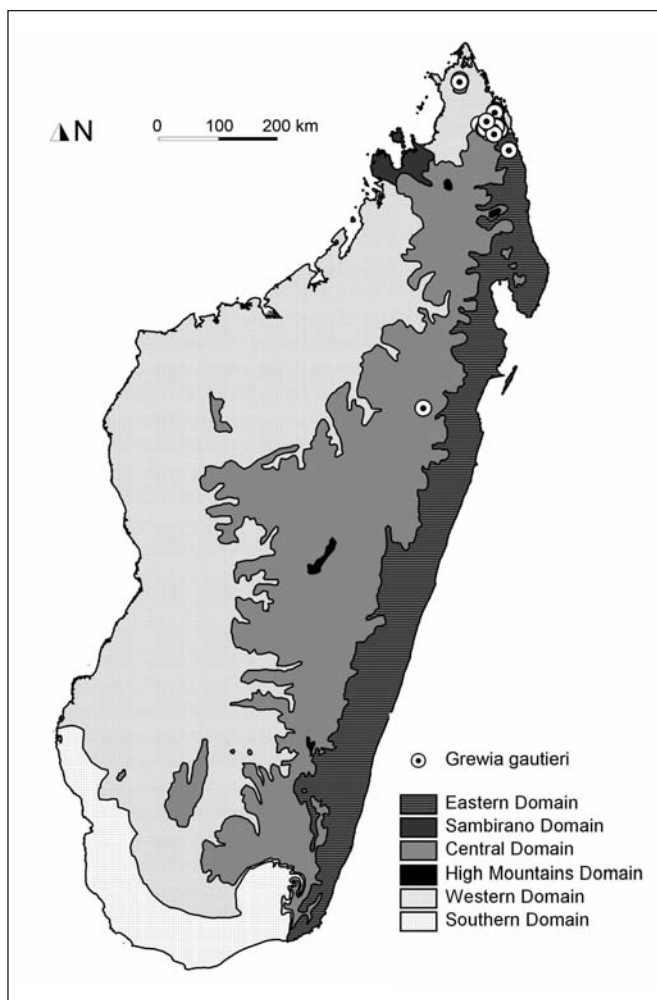 N
0 100 200 km
Grewia gautieri
Eastern Domain
Sambirano Domain
Central Domain
High Mountains Domain
Western Domain
Southern Domain